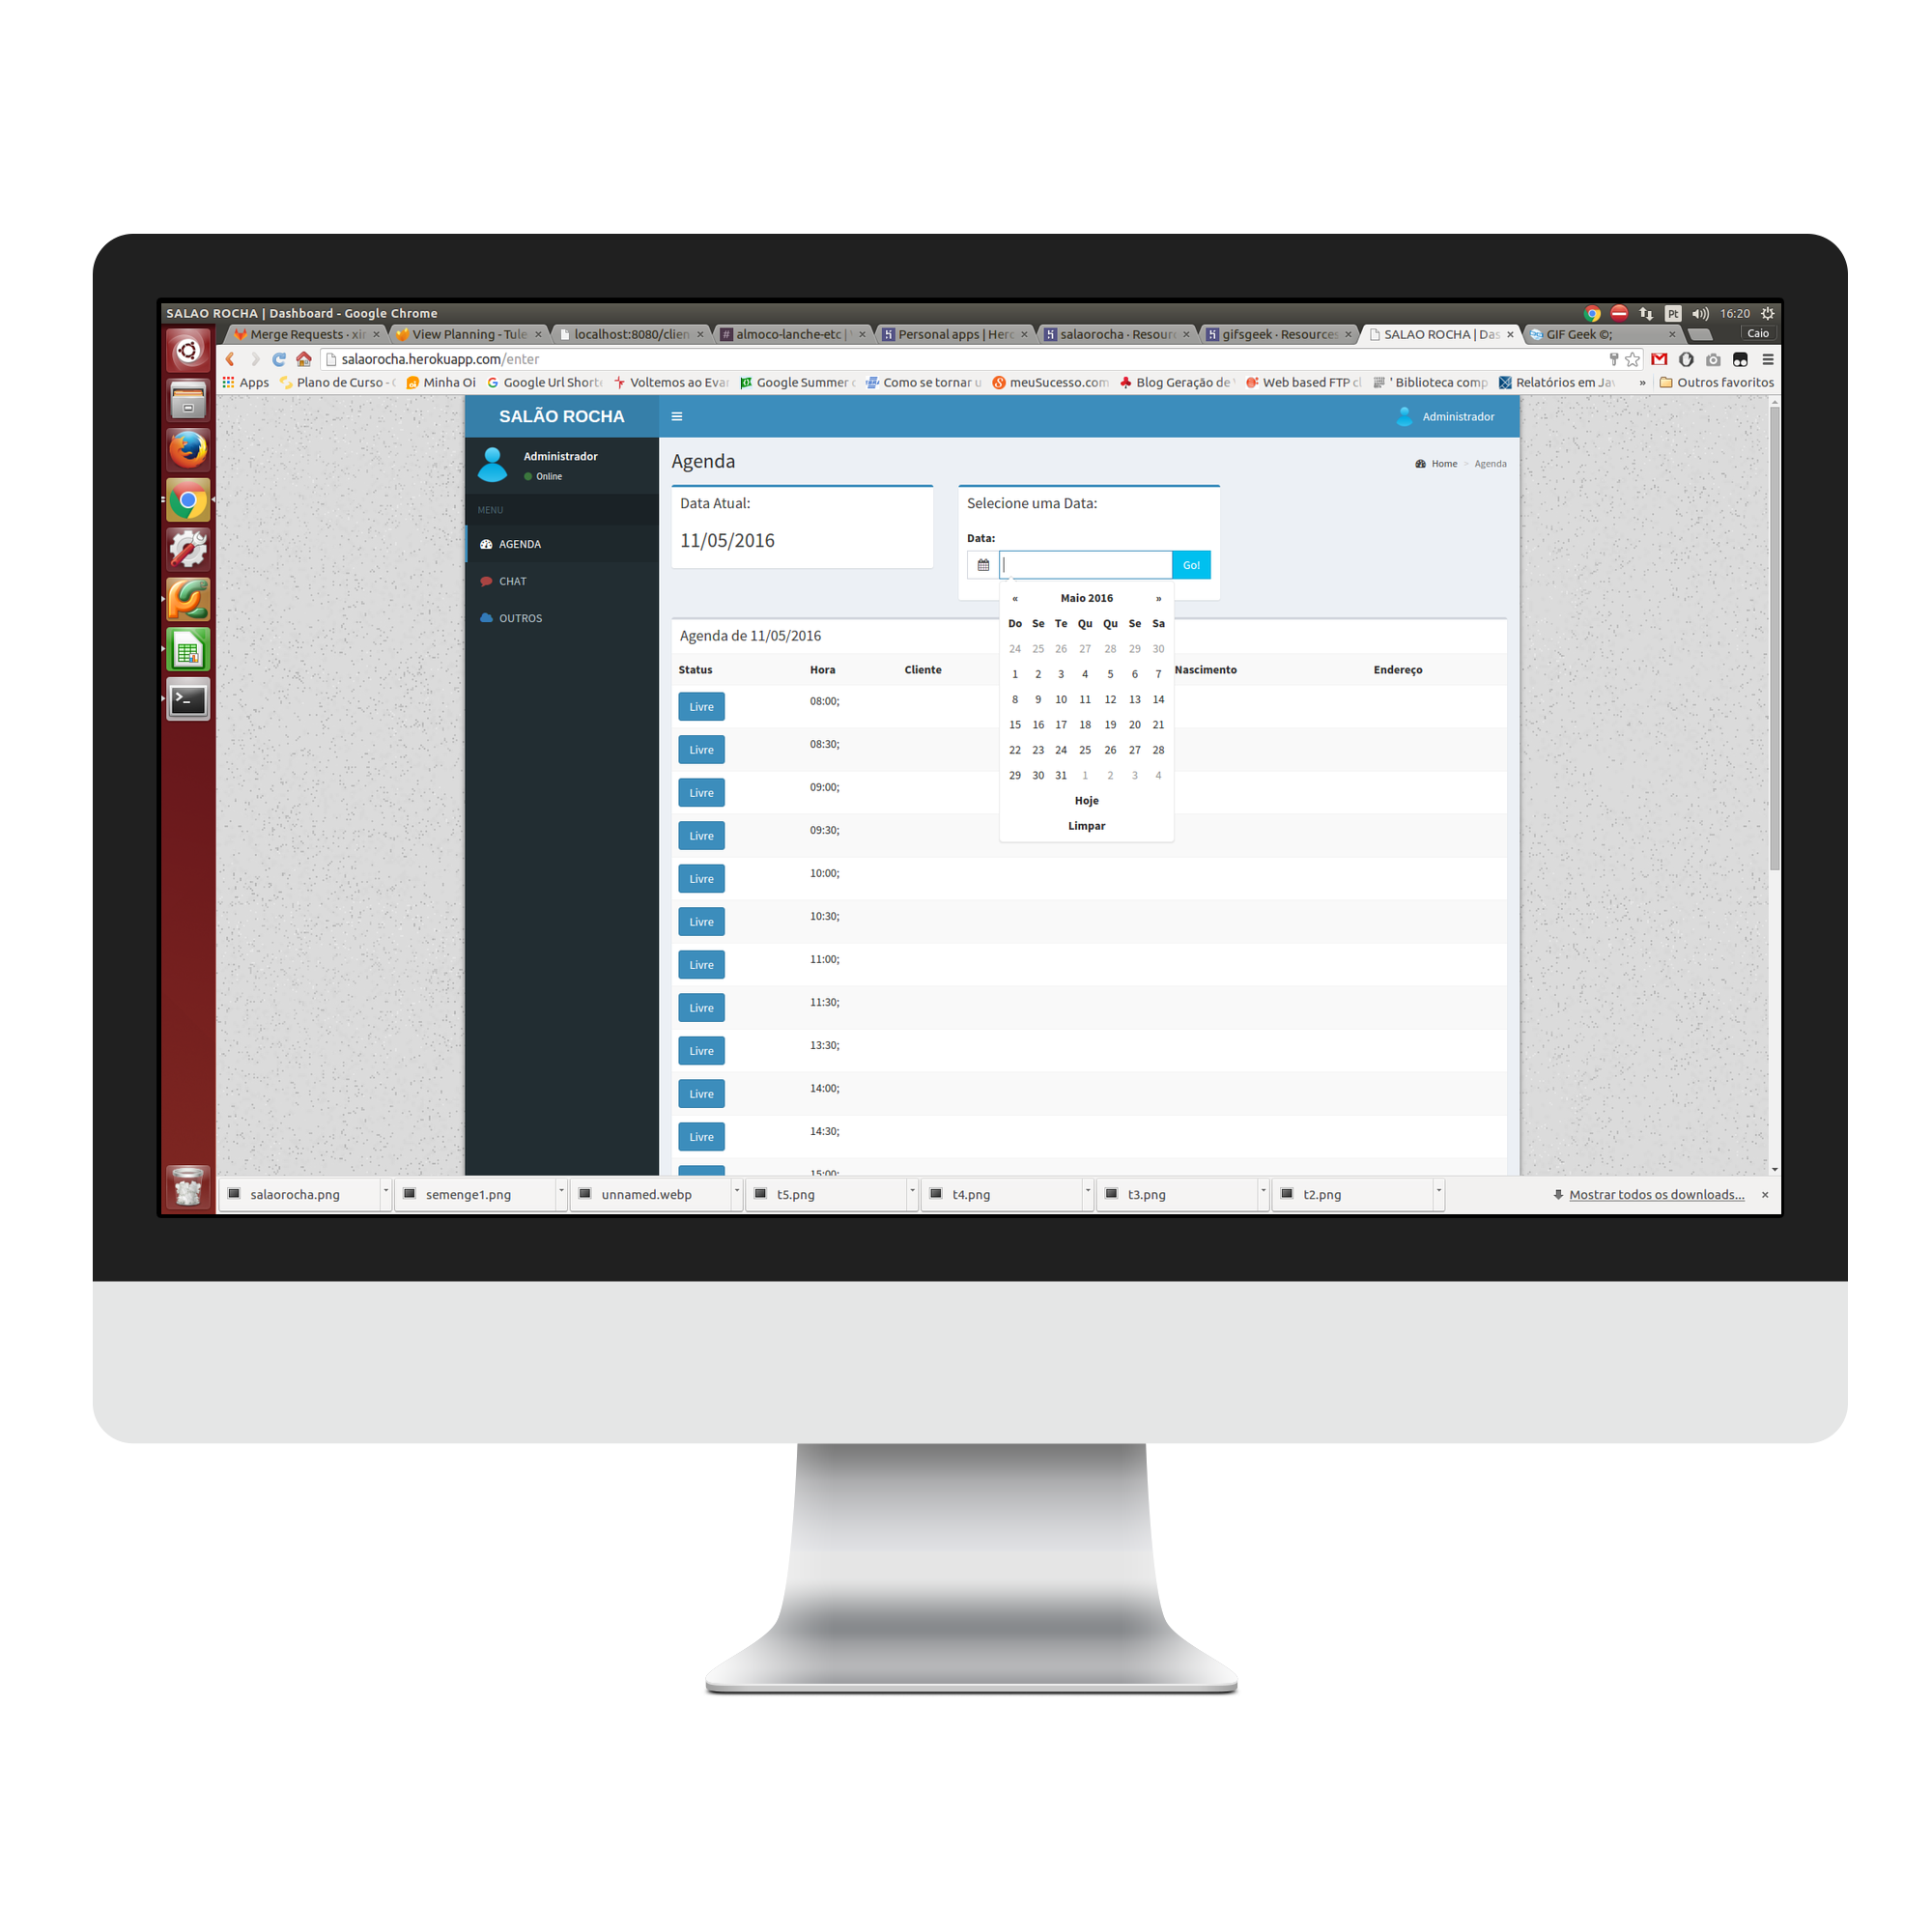 SALAO ROCHA | Dashboard - Google Chrome
Pt 16:20
Merge Requests · xi
View Planning - Tule
localhost:8080/clien
almoco-lanche-etc |
Personal apps | Hero
salaorocha · Resour
gifsgeek · Resources
SALAO ROCHA | Das
GIF Geek ©;
Caio
salaorocha.herokuapp.com/enter
Apps
Plano de Curso - (
Minha Oi
Google Url Short
Voltemos ao Eva
Google Summer
Como se tornar u
meuSucesso.com
Blog Geração de
Web based FTP cl
' Biblioteca comp
Relatórios em Ja
»
Outros favoritos
SALÃO ROCHA
Administrador
Administrador
Online
MENU
AGENDA
CHAT
OUTROS
Agenda
Home > Agenda
Data Atual:
11/05/2016
Selecione uma Data:
Data:
Go!
« Maio 2016 »
Do Se Te Qu Qu Se Sa
24 25 26 27 28 29 30
1 2 3 4 5 6 7
8 9 10 11 12 13 14
15 16 17 18 19 20 21
22 23 24 25 26 27 28
29 30 31 1 2 3 4
Hoje
Limpar
Agenda de 11/05/2016
Status Hora Cliente Nascimento Endereço
Livre 08:00;
Livre 08:30;
Livre 09:00;
Livre 09:30;
Livre 10:00;
Livre 10:30;
Livre 11:00;
Livre 11:30;
Livre 13:30;
Livre 14:00;
Livre 14:30;
15:00;
salaorocha.png
semenge1.png
unnamed.webp
t5.png
t4.png
t3.png
t2.png
Mostrar todos os downloads...